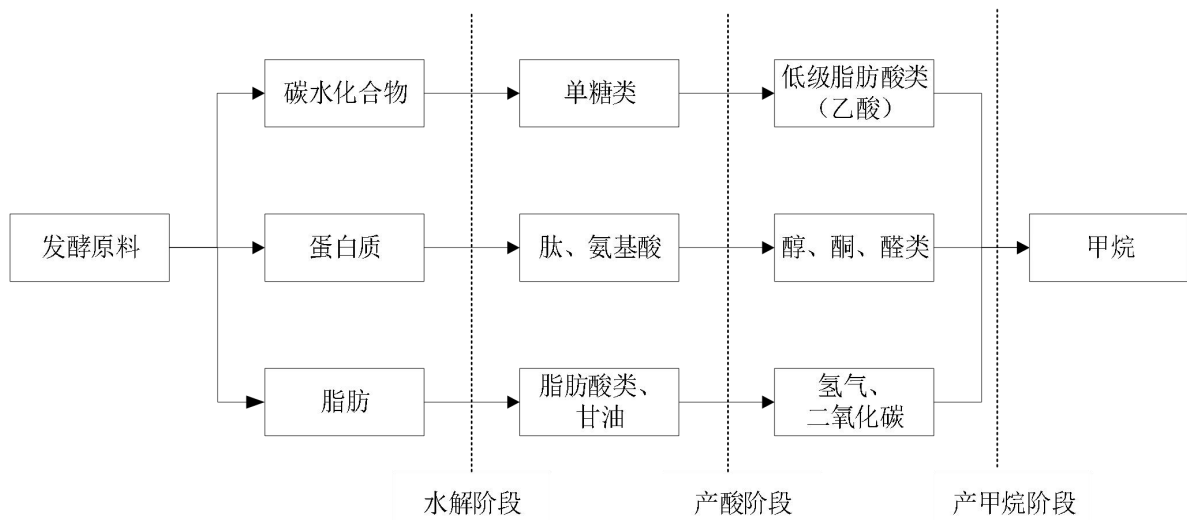 碳水化合物
单糖类
低级脂肪酸类
（乙酸）
发酵原料
蛋白质
肽、氨基酸
醇、酮、醛类
甲烷
脂肪
脂肪酸类、
甘油
氢气、
二氧化碳
水解阶段
产酸阶段
产甲烷阶段